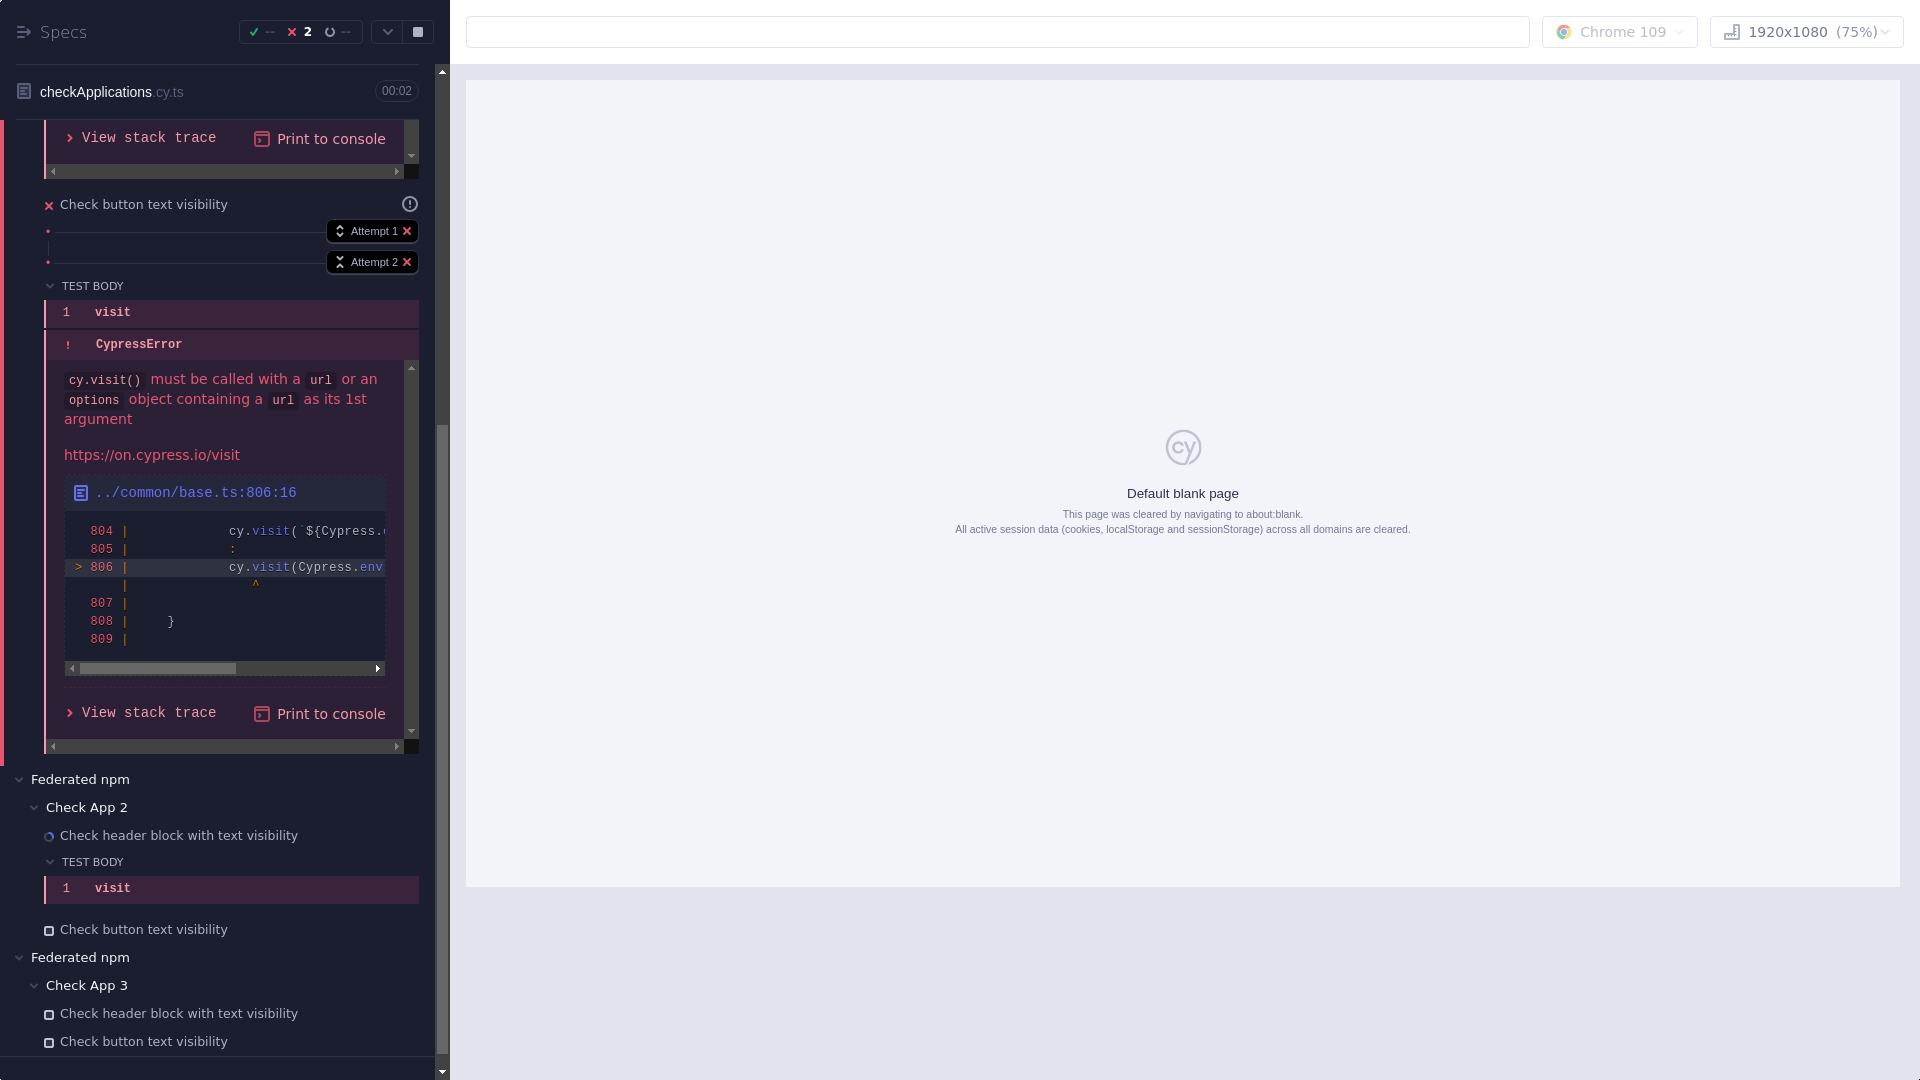 Specs
-- 2 --
Chrome 109
1920x1080 (75%)
checkApplications.cy.ts
00:02
View stack trace
Print to console
Check button text visibility
Attempt 1
Attempt 2
TEST BODY
1 visit
! CypressError
cy.visit() must be called with a url or an
options object containing a url as its 1st
argument
https://on.cypress.io/visit
../common/base.ts:806:16
804 | cy.visit(`${Cypress.
805 | :
> 806 | cy.visit(Cypress.env
| ^
807 |
808 | }
809 |
View stack trace
Print to console
Federated npm
Check App 2
Check header block with text visibility
TEST BODY
1 visit
Check button text visibility
Federated npm
Check App 3
Check header block with text visibility
Check button text visibility
cy
Default blank page
This page was cleared by navigating to about:blank.
All active session data (cookies, localStorage and sessionStorage) across all domains are cleared.